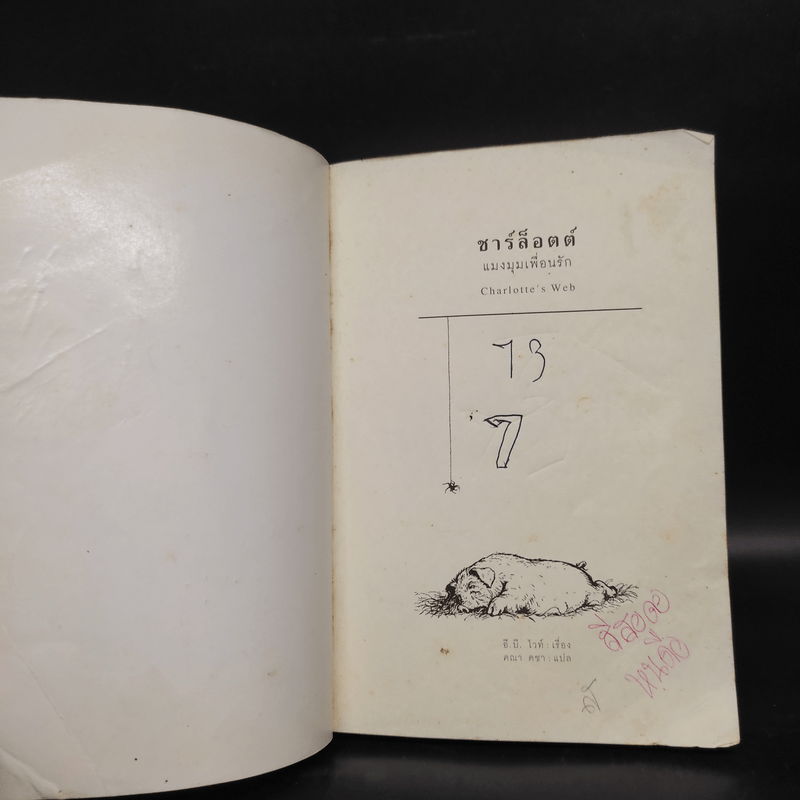 ชาร์ล็อตต์
แมงมุมเพื่อนรัก
Charlotte's Web
73
7
อี.บี. ไวท์ : เรื่อง
คณา คชา : แปล